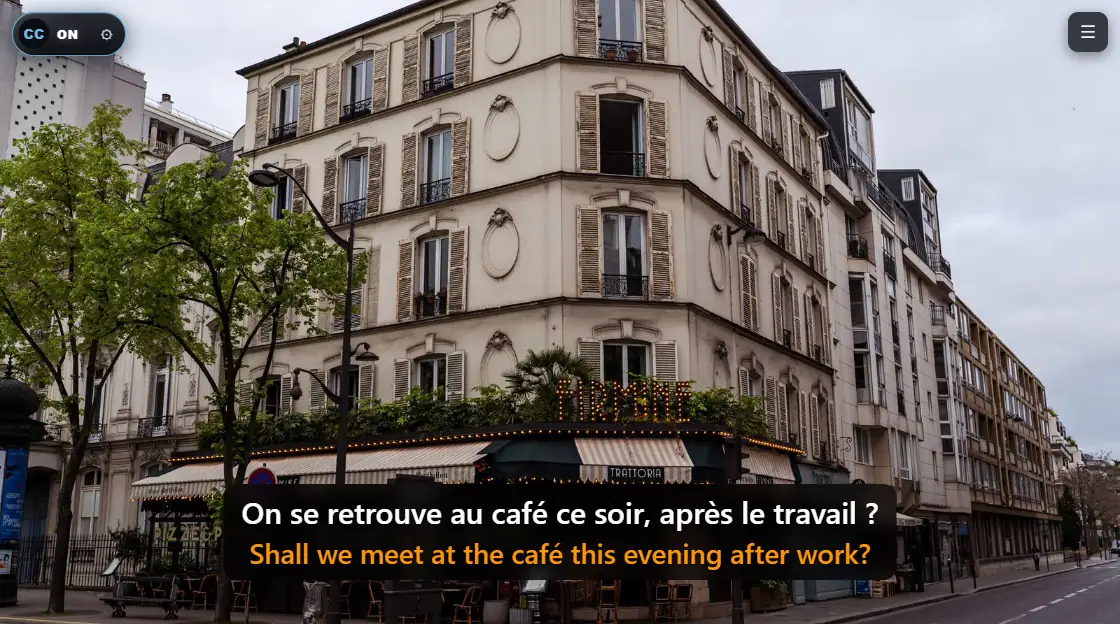 CC ON
FIRMINE
TRATTORIA
On se retrouve au café ce soir, après le travail ?
Shall we meet at the café this evening after work?